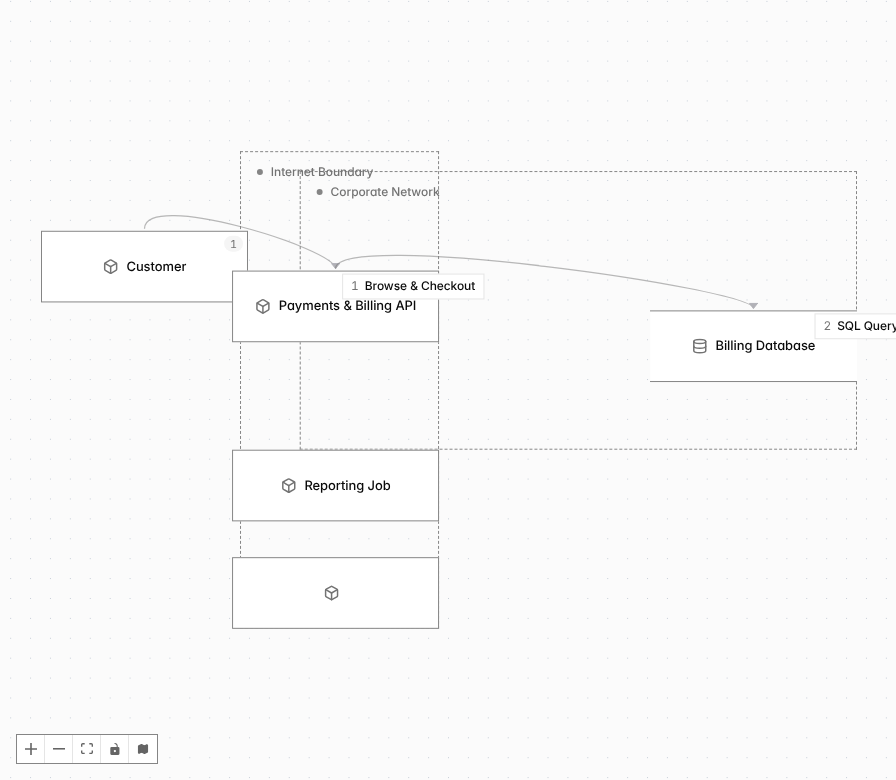 Internet Boundary
Corporate Network
1
Customer
1 Browse & Checkout
Payments & Billing API
2 SQL Query
Billing Database
Reporting Job